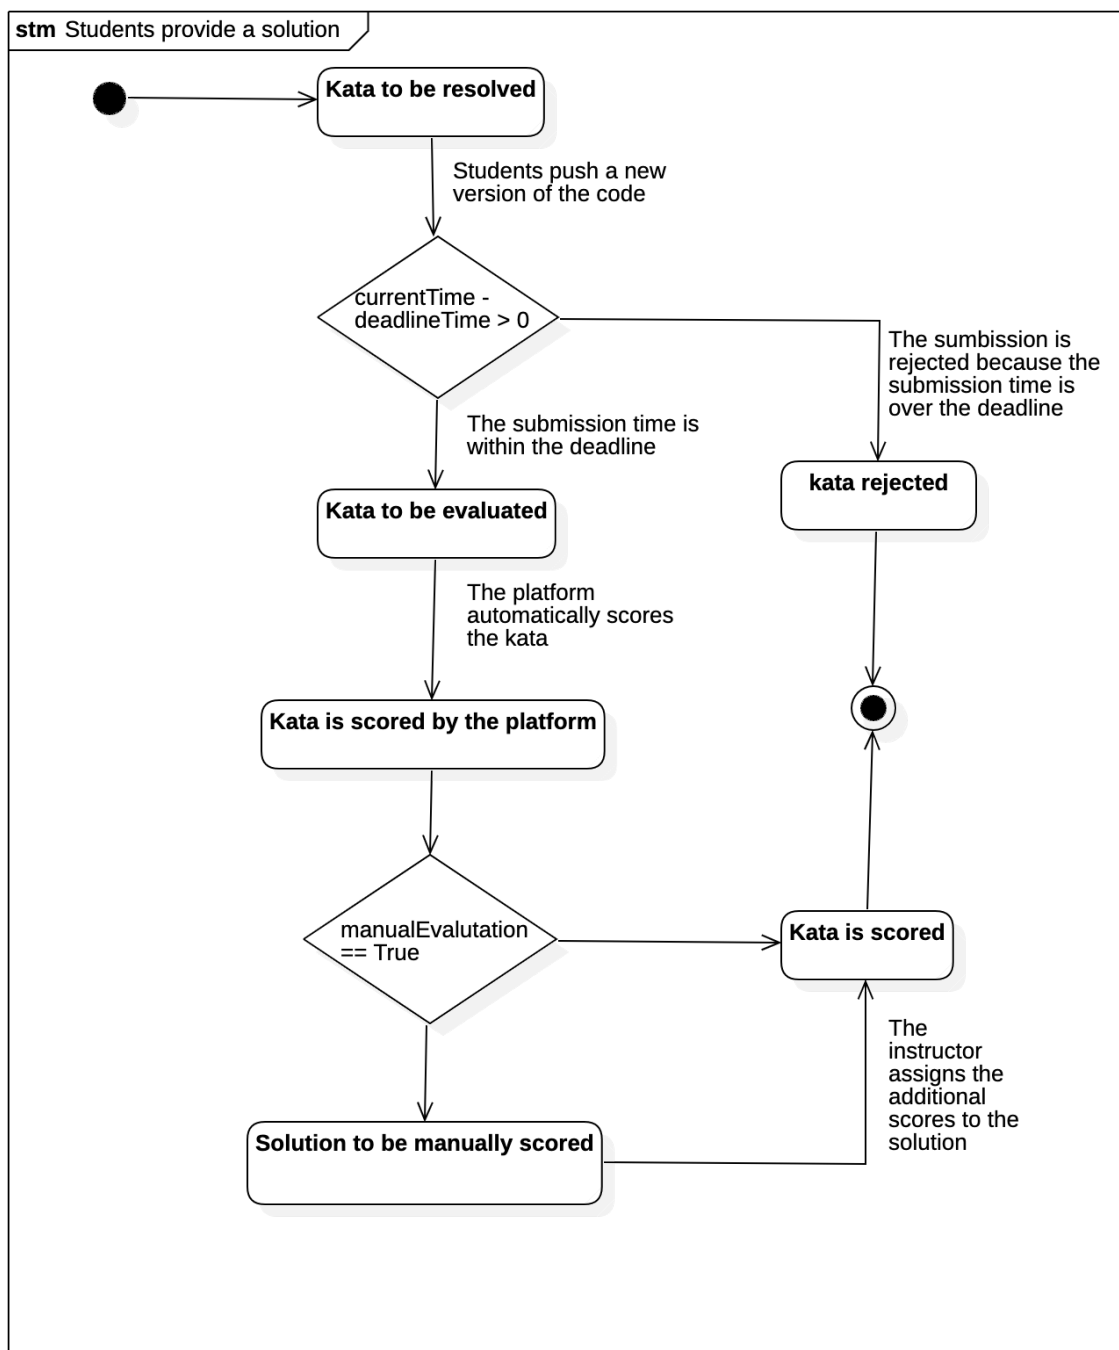 stm Students provide a solution
Kata to be resolved
Students push a new
version of the code
currentTime -
deadlineTime > 0
The sumbission is
rejected because the
submission time is
over the deadline
The submission time is
within the deadline
kata rejected
Kata to be evaluated
The platform
automatically scores
the kata
Kata is scored by the platform
manualEvalutation
== True
Kata is scored
The
instructor
assigns the
additional
scores to the
solution
Solution to be manually scored